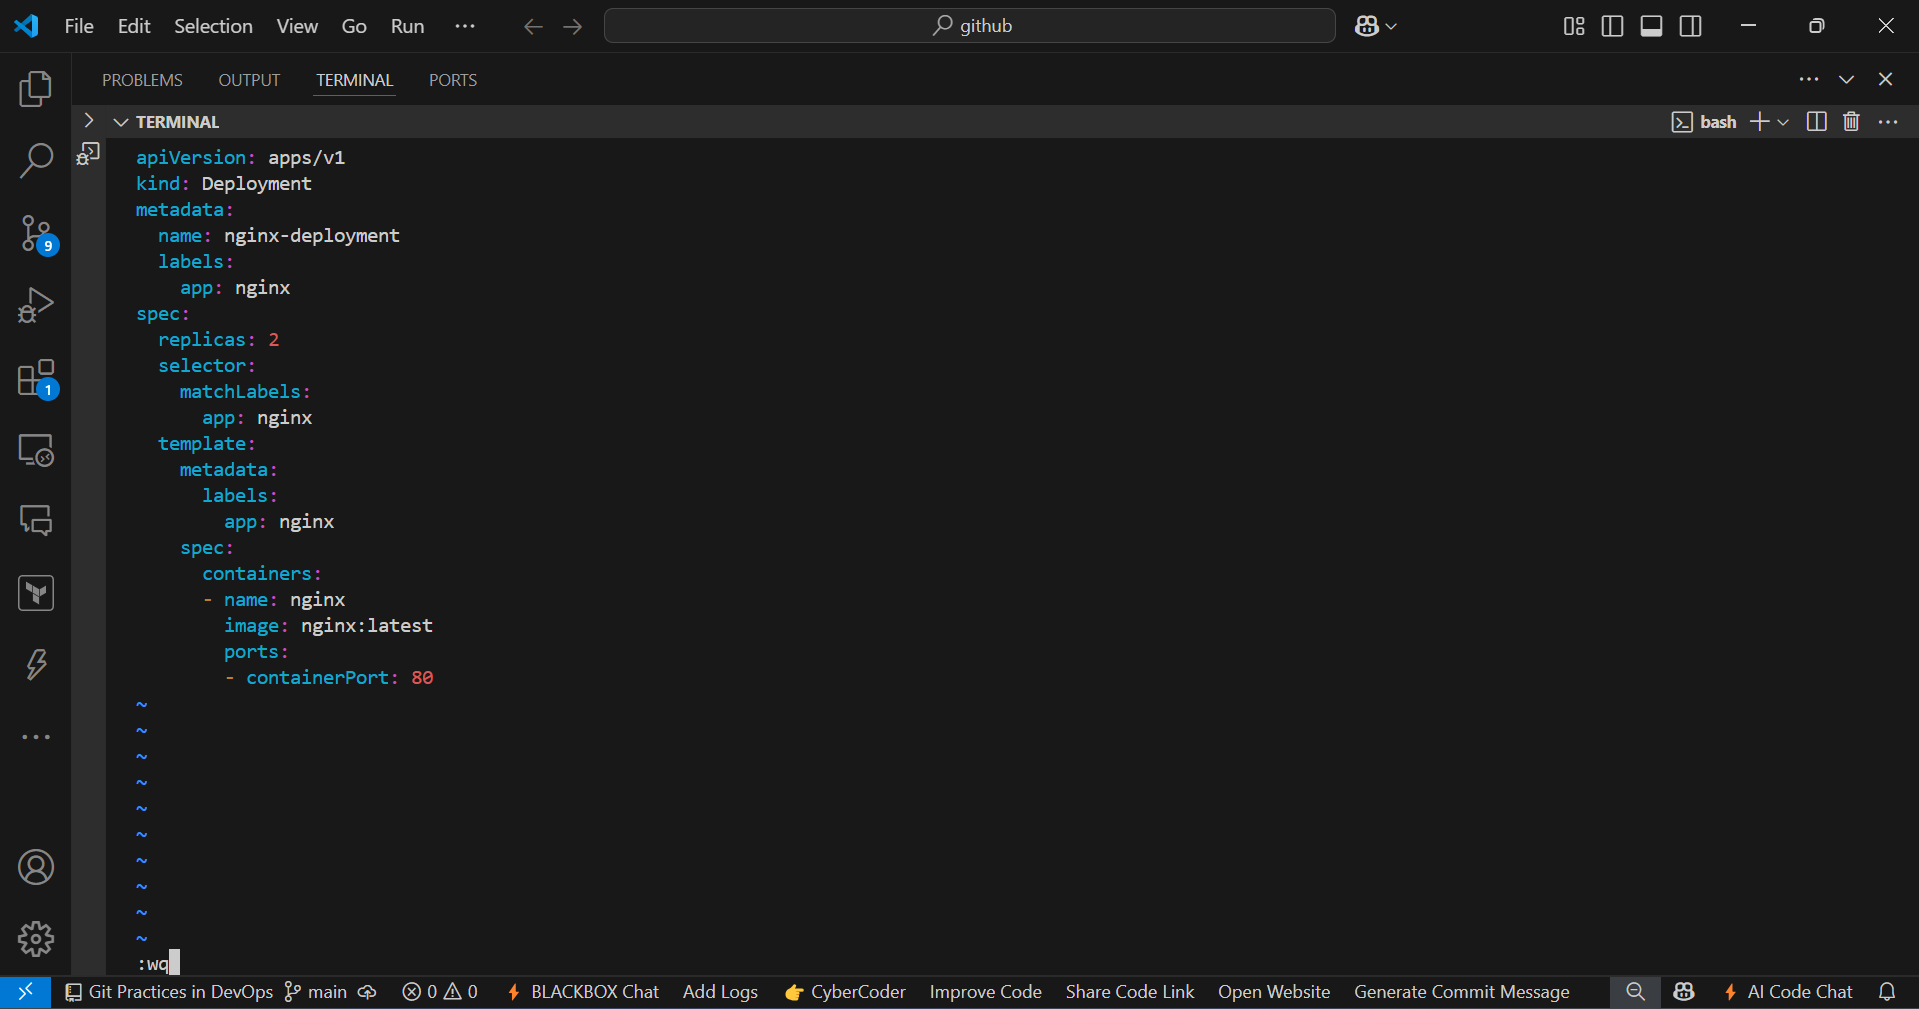 File Edit Selection View Go Run ··· github
PROBLEMS OUTPUT TERMINAL PORTS
TERMINAL bash
apiVersion: apps/v1
kind: Deployment
metadata:
  name: nginx-deployment
  labels:
    app: nginx
spec:
  replicas: 2
  selector:
    matchLabels:
      app: nginx
  template:
    metadata:
      labels:
        app: nginx
    spec:
      containers:
      - name: nginx
        image: nginx:latest
        ports:
        - containerPort: 80
~
~
~
~
~
~
~
~
~
~
:wq
9
1
Git Practices in DevOps main 0 0 BLACKBOX Chat Add Logs 👉 CyberCoder Improve Code Share Code Link Open Website Generate Commit Message AI Code Chat